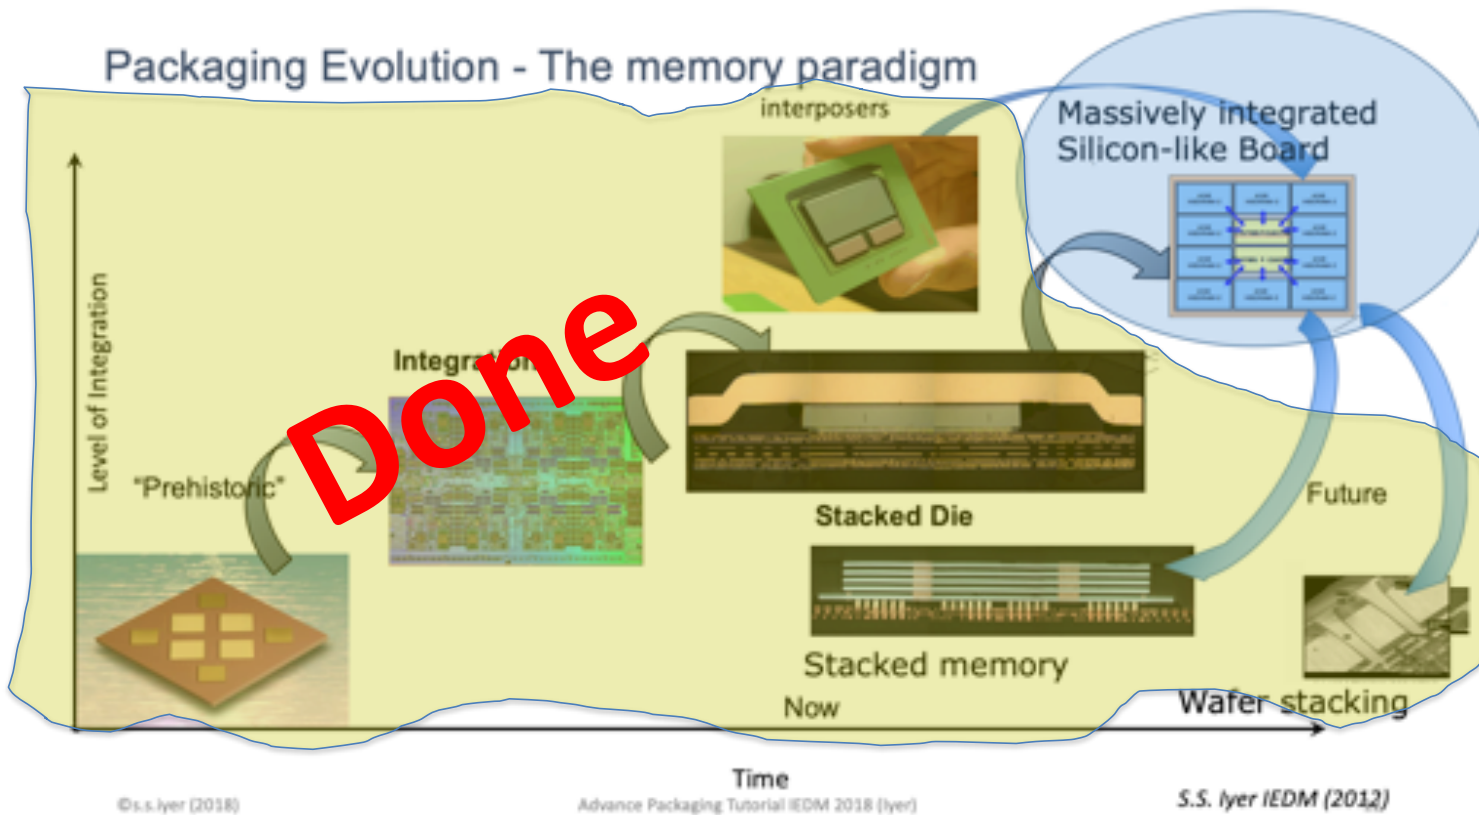 Packaging Evolution - The memory paradigm
interposers
Massively integrated
Silicon-like Board
Level of Integration
Integration
Done
"Prehistoric"
Stacked Die
Future
Stacked memory
Wafer stacking
Now
Time
©s.s.iyer (2018)
Advance Packaging Tutorial IEDM 2018 (Iyer)
S.S. Iyer IEDM (2012)